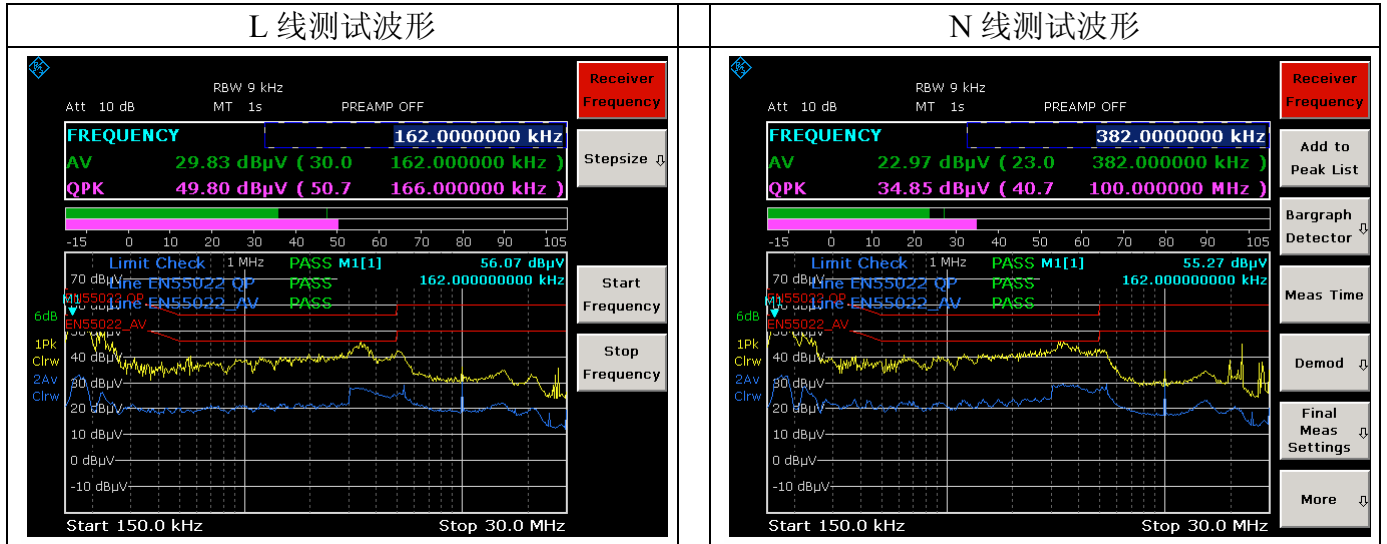 L 线测试波形
RBW 9 kHz
Att 10 dB MT 1s PREAMP OFF
FREQUENCY 162.0000000 kHz
AV 29.83 dBµV ( 30.0 162.000000 kHz )
QPK 49.80 dBµV ( 50.7 166.000000 kHz )
-15 0 10 20 30 40 50 60 70 80 90 105
Limit Check 1 MHz PASS M1[1] 56.07 dBµV
70 dBµV Line EN55022 QP PASS 162.000000000 kHz
EN55022 QP Line EN55022_AV PASS
6dB
EN55022_AV
1Pk
Clrw 40 dBµV
2AV 30 dBµV
Clrw
20 dBµV
10 dBµV
0 dBµV
-10 dBµV
Start 150.0 kHz Stop 30.0 MHz
Receiver
Frequency
Stepsize
Start
Frequency
Stop
Frequency
N 线测试波形
RBW 9 kHz
Att 10 dB MT 1s PREAMP OFF
FREQUENCY 382.0000000 kHz
AV 22.97 dBµV ( 23.0 382.000000 kHz )
QPK 34.85 dBµV ( 40.7 100.000000 MHz )
-15 0 10 20 30 40 50 60 70 80 90 105
Limit Check 1 MHz PASS M1[1] 55.27 dBµV
70 dBµV Line EN55022 QP PASS 162.000000000 kHz
EN55022 QP Line EN55022_AV PASS
6dB
EN55022_AV
1Pk
Clrw 40 dBµV
2AV 30 dBµV
Clrw
20 dBµV
10 dBµV
0 dBµV
-10 dBµV
Start 150.0 kHz Stop 30.0 MHz
Receiver
Frequency
Add to
Peak List
Bargraph
Detector
Meas Time
Demod
Final
Meas
Settings
More